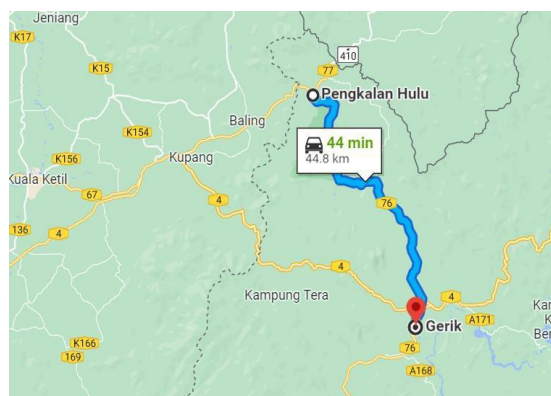 Jeniang
K17
410
K15
77
Pengkalan Hulu
Baling
K154
44 min
44.8 km
K156
Kupang
Kuala Ketil
67
4
76
136
4
4
Kampung Tera
4
A171
Gerik
K166
76
169
A168